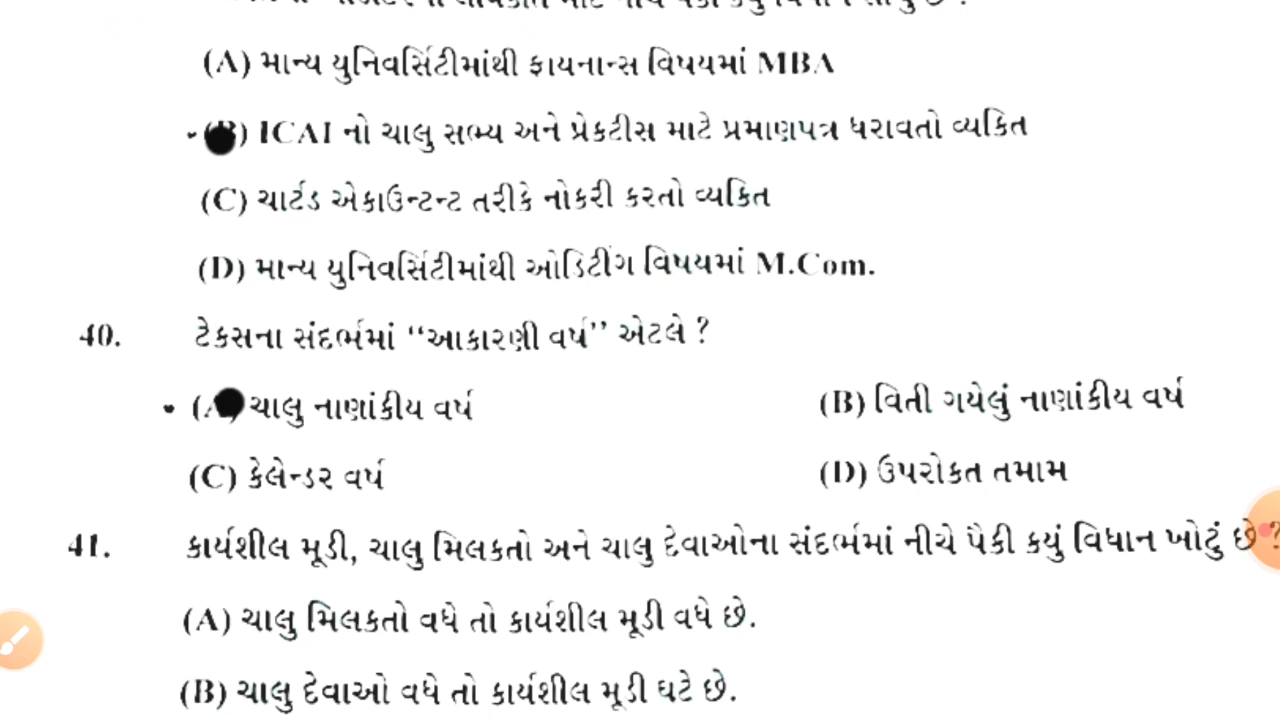 (A) માન્ય યુનિવર્સિટીમાંથી ફાયનાન્સ વિષયમાં MBA
(B) ICAI નો ચાલુ સભ્ય અને પ્રેકટીસ માટે પ્રમાણપત્ર ધરાવતો વ્યકિત
(C) ચાર્ટડ એકાઉન્ટન્ટ તરીકે નોકરી કરતો વ્યકિત
(D) માન્ય યુનિવર્સિટીમાંથી ઓડિટીંગ વિષયમાં M.Com.
40. ટેકસના સંદર્ભમાં “આકારણી વર્ષ” એટલે ?
(A) ચાલુ નાણાંકીય વર્ષ (B) વિતી ગયેલું નાણાંકીય વર્ષ
(C) કેલેન્ડર વર્ષ (D) ઉપરોકત તમામ
41. કાર્યશીલ મૂડી, ચાલુ મિલકતો અને ચાલુ દેવાઓના સંદર્ભમાં નીચે પૈકી કયું વિધાન ખોટું છે ?
(A) ચાલુ મિલકતો વધે તો કાર્યશીલ મૂડી વધે છે.
(B) ચાલુ દેવાઓ વધે તો કાર્યશીલ મૂડી ઘટે છે.